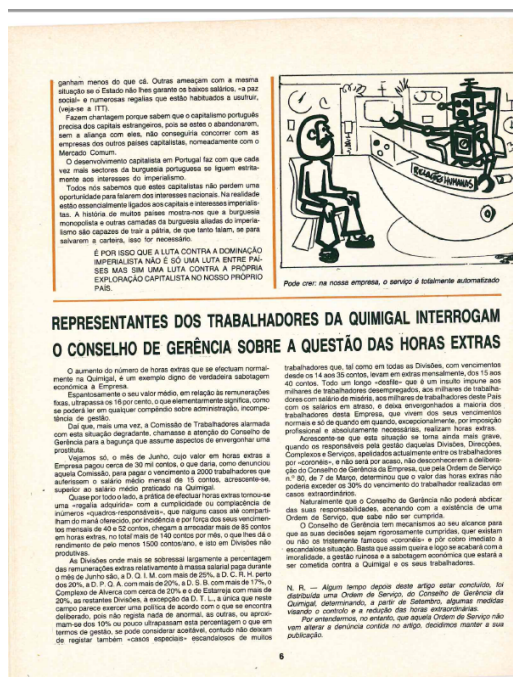 ganham menos do que cá. Outras ameaçam com a mesma
situação se o Estado não lhes garante os baixos salários, «a paz
social» e numerosas regalias que estão habituados a usufruir,
(veja-se a ITT).
Fazem chantagem porque sabem que o capitalismo português
precisa dos capitais estrangeiros, pois se estes o abandonarem,
sem a aliança com eles, não conseguiria concorrer com as
empresas dos outros países capitalistas, nomeadamente com o
Mercado Comum.
O desenvolvimento capitalista em Portugal faz com que cada
vez mais sectores da burguesia portuguesa se liguem estrita-
mente aos interesses do imperialismo.
Todos nós sabemos que estes capitalistas não perdem uma
oportunidade para falarem dos interesses nacionais. Na realidade
estão essencialmente ligados aos capitais e interesses imperialis-
tas. A história de muitos países mostra-nos que a burguesia
monopolista e outras camadas da burguesia aliadas do imperia-
lismo são capazes de trair a pátria, de que tanto falam, se para
salvarem a carteira, isso for necessário.
É POR ISSO QUE A LUTA CONTRA A DOMINAÇÃO
IMPERIALISTA NÃO É SÓ UMA LUTA ENTRE PAÍ-
SES MAS SIM UMA LUTA CONTRA A PRÓPRIA
EXPLORAÇÃO CAPITALISTA NO NOSSO PRÓPRIO
PAÍS.
RELAÇÕES HUMANAS
Pode crer: na nossa empresa, o serviço é totalmente automatizado
REPRESENTANTES DOS TRABALHADORES DA QUIMIGAL INTERROGAM
O CONSELHO DE GERÊNCIA SOBRE A QUESTÃO DAS HORAS EXTRAS
O aumento do número de horas extras que se efectuam normal-
mente na Quimigal, é um exemplo digno de verdadeira sabotagem
económica a Empresa.
Espantosamente o seu valor médio, em relação às remunerações
fixas, ultrapassa os 16 por cento, o que elementarmente significa, como
se poderá ler em qualquer compêndio sobre administração, incompe-
tência de gestão.
Daí que, mais uma vez, a Comissão de Trabalhadores alarmada
com esta situação degradante, chamasse a atenção do Conselho de
Gerência para a bagunça que assume aspectos de envergonhar uma
prostituta.
Vejamos só, o mês de Junho, cujo valor em horas extras a
Empresa pagou cerca de 30 mil contos, o que daria, como denunciou
aquela Comissão, para pagar o vencimento a 2000 trabalhadores que
auferissem o salário médio mensal de 15 contos, acrescente-se,
superior ao salário médio praticado na Quimigal.
Quase por todo o lado, a prática de efectuar horas extras tornou-se
uma «regalia adquirida» com a cumplicidade ou complacência de
inúmeros «quadros-responsáveis», que naguns casos até comparti-
lham do maná oferecido, por incidência e por força dos seus vencimen-
tos mensais de 40 e 52 contos, chegam a arrecadar mais de 85 contos
em horas extras, no total mais de 140 contos por mês, o que lhes dá o
rendimento de pelo menos 1500 contos/ano, e isto em Divisões não
produtivas.
As Divisões onde mais se sobressai largamente a percentagem
das remunerações extras relativamente à massa salarial paga durante
o mês de Junho são, a D. Q. I. M. com mais de 25%, a D. C. R. H. perto
dos 20%, a D. P. Q. A. com mais de 20%, a D. S. B. com mais de 17%, o
Complexo de Alverca com cerca de 20% e o de Estarreja com mais de
20%, as restantes Divisões, à excepção da D. T. L., a única que neste
campo parece exercer uma política de acordo com o que se encontra
deliberado, pois não regista nada de anormal, as outras, ou aproxi-
mam-se dos 10% ou pouco ultrapassam esta percentagem o que em
termos de gestão, se pode considerar aceitável, contudo não deixam
de registar também «casos especiais» escandalosos de muitos
trabalhadores que, tal como em todas as Divisões, com vencimentos
desde os 14 aos 35 contos, levam em extras mensalmente, dos 15 aos
40 contos. Todo um longo «desfile» que é um insulto impune aos
milhares de trabalhadores desempregados, aos milhares de trabalha-
dores com salário de miséria, aos milhares de trabalhadores deste País
com os salários em atraso, e deixa envergonhados a maioria dos
trabalhadores desta Empresa, que vivem dos seus vencimentos
normais e só de quando em quando, excepcionalmente, por imposição
profissional e absolutamente necessárias, realizam horas extras.
Acrescente-se que esta situação se torna ainda mais grave,
quando os responsáveis pela gestão daquelas Divisões, Direcções,
Complexos e Serviços, apelidados actualmente entre os trabalhadores
por «coronéis», e não será por acaso, não desconhecerem a delibera-
ção do Conselho de Gerência da Empresa, que pela Ordem de Serviço
n.º 80, de 7 de Março, determinou que o valor das horas extras não
poderia exceder os 30% do vencimento do trabalhador realizadas em
casos extraordinários.
Naturalmente que o Conselho de Gerência não poderá abdicar
das suas responsabilidades, acenando com a existência de uma
Ordem de Serviço, que sabe não ser cumprida.
O Conselho de Gerência tem mecanismos ao seu alcance para
que as suas decisões sejam rigorosamente cumpridas, quer existam
ou não os tristemente famosos «coronéis» e pôr cobro imediato à
escandalosa situação. Basta que assim queira e logo se acabará com a
imoralidade, a gestão ruinosa e a sabotagem económica que estará a
ser cometida contra a Quimigal e os seus trabalhadores.
N. R. — Algum tempo depois deste artigo estar concluído, foi
distribuída uma Ordem de Serviço, do Conselho de Gerência da
Quimigal, determinando, a partir de Setembro, algumas medidas
visando o controlo e a redução das horas extraordinárias.
Por entendermos, no entanto, que aquela Ordem de Serviço não
vem alterar a denúncia contida no artigo, decidimos manter a sua
publicação.
6